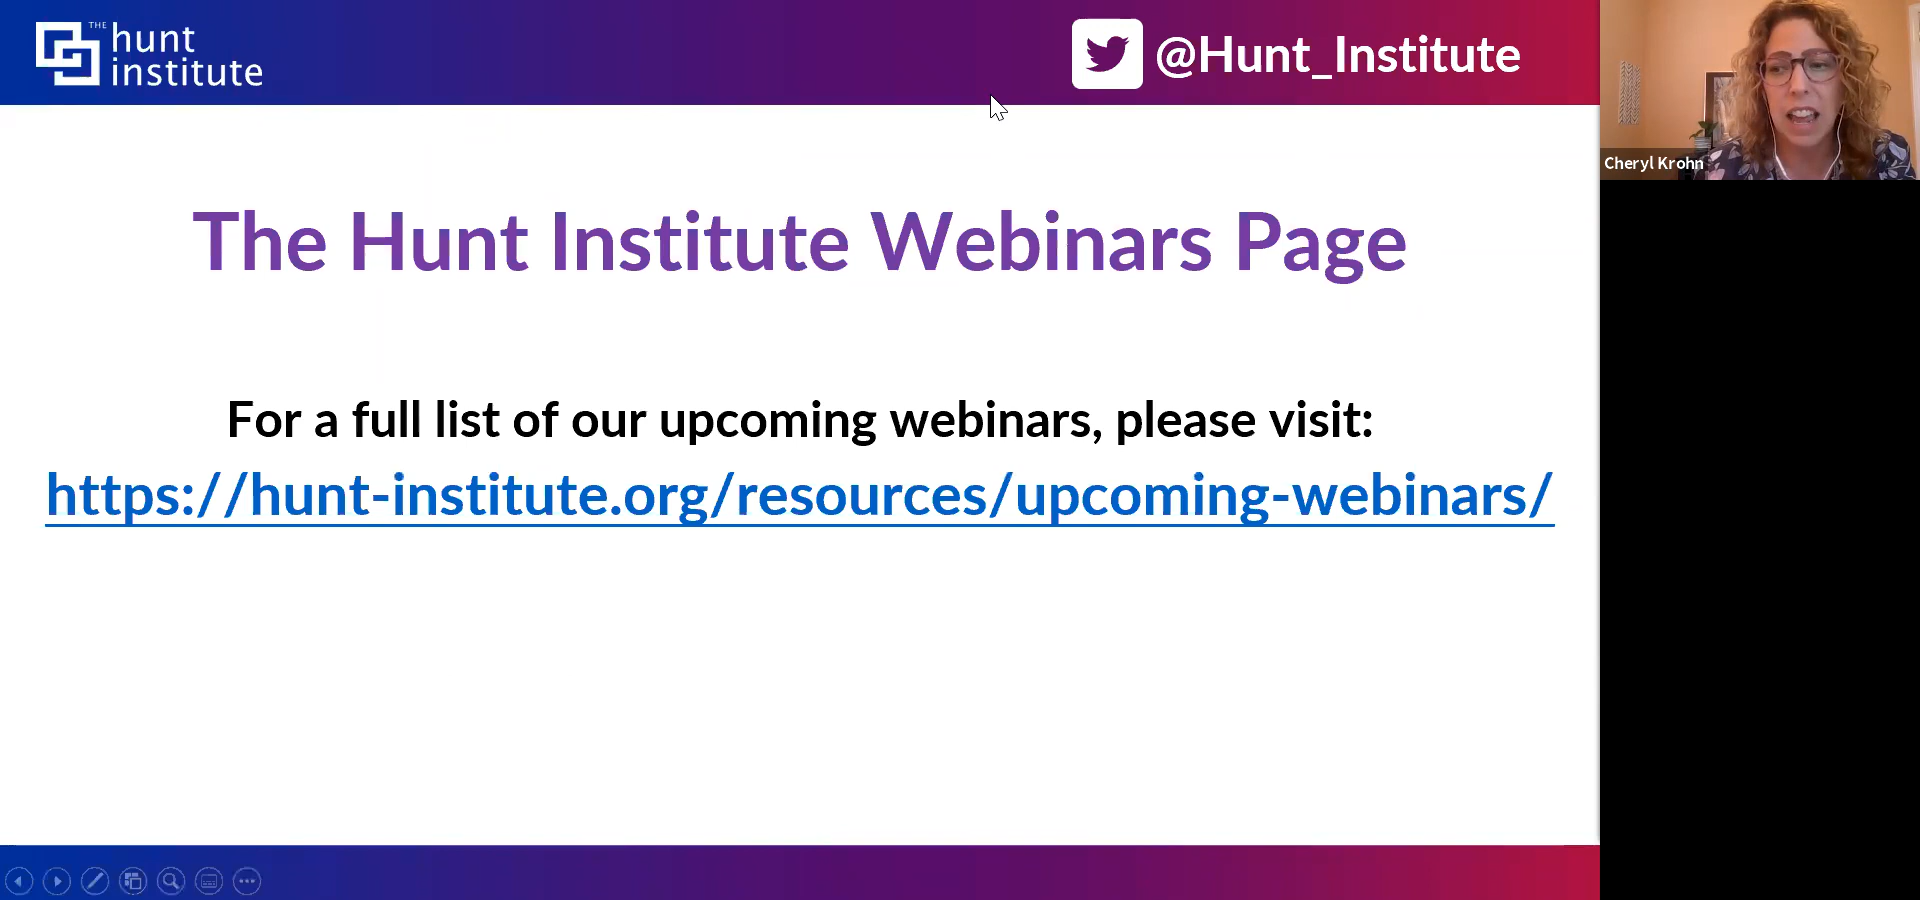 THE
hunt
institute
@Hunt_Institute
Cheryl Krohn
The Hunt Institute Webinars Page
For a full list of our upcoming webinars, please visit:
https://hunt-institute.org/resources/upcoming-webinars/